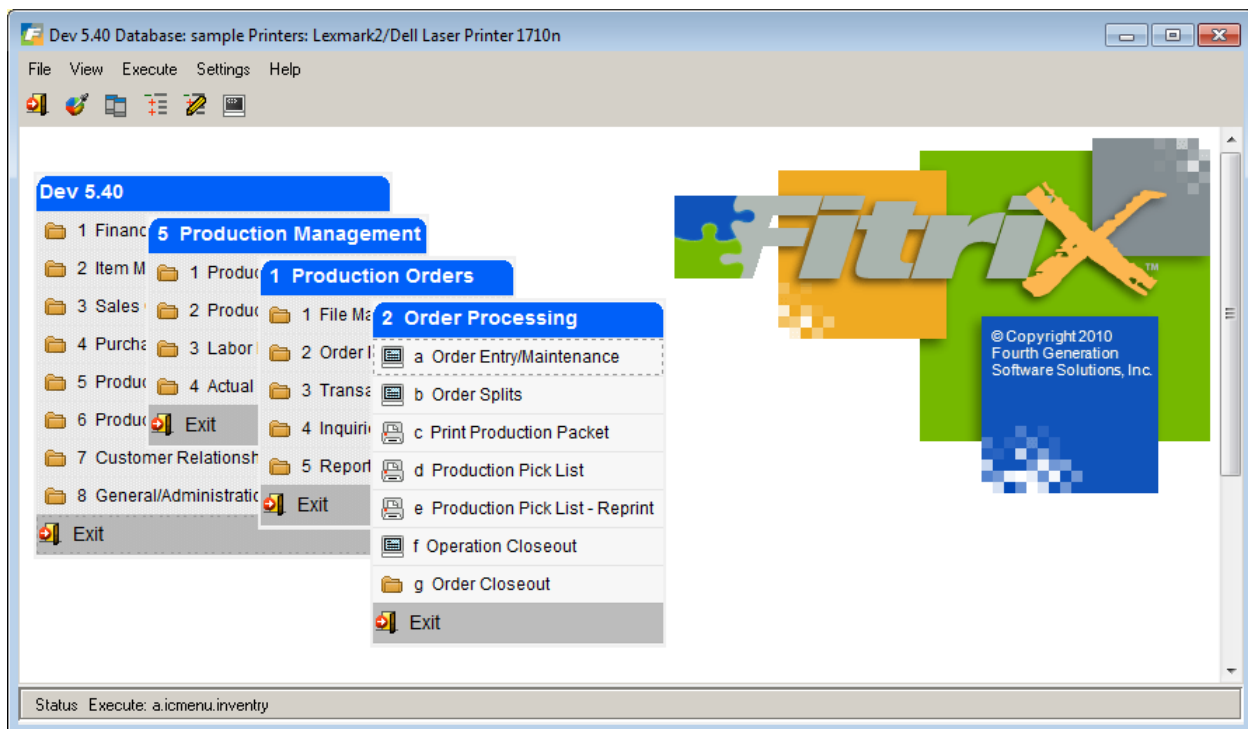 Dev 5.40 Database: sample Printers: Lexmark2/Dell Laser Printer 1710n
File View Execute Settings Help
Dev 5.40
1 Financ
2 Item M
3 Sales
4 Purcha
5 Produc
6 Produc
7 Customer Relationsh
8 General/Administratic
Exit
5 Production Management
1 Produc
2 Produc
3 Labor
4 Actual
Exit
1 Production Orders
1 File Ma
2 Order
3 Transa
4 Inquiri
5 Report
Exit
2 Order Processing
a Order Entry/Maintenance
b Order Splits
c Print Production Packet
d Production Pick List
e Production Pick List - Reprint
f Operation Closeout
g Order Closeout
Exit
Fitrix
TM
© Copyright 2010
Fourth Generation
Software Solutions, Inc.
Status Execute: a.icmenu.inventry